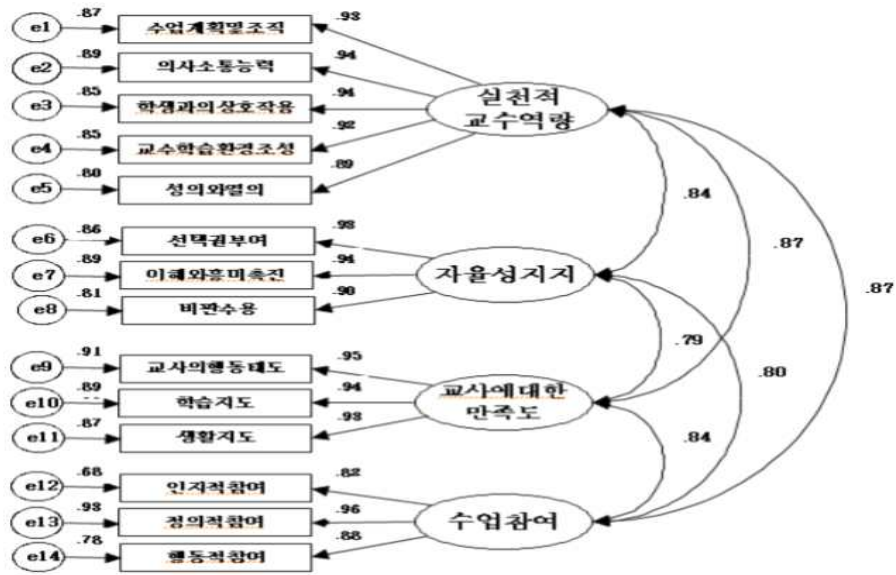 e1 .87 수업계획및조직 .93
e2 .89 의사소통능력 .94
e3 .85 학생과의상호작용 .94
e4 .85 교수학습환경조성 .92
e5 .80 성의와열의 .89
실천적
교수역량
e6 .86 선택권부여 .93
e7 .89 이해와흥미촉진 .94
e8 .81 비판수용 .90
자율성지지
e9 .91 교사의행동태도 .95
e10 .89 학습지도 .94
e11 .87 생활지도 .93
교사에대한
만족도
e12 .68 인지적참여 .82
e13 .93 정의적참여 .96
e14 .78 행동적참여 .88
수업참여
.84
.87
.87
.79
.80
.84